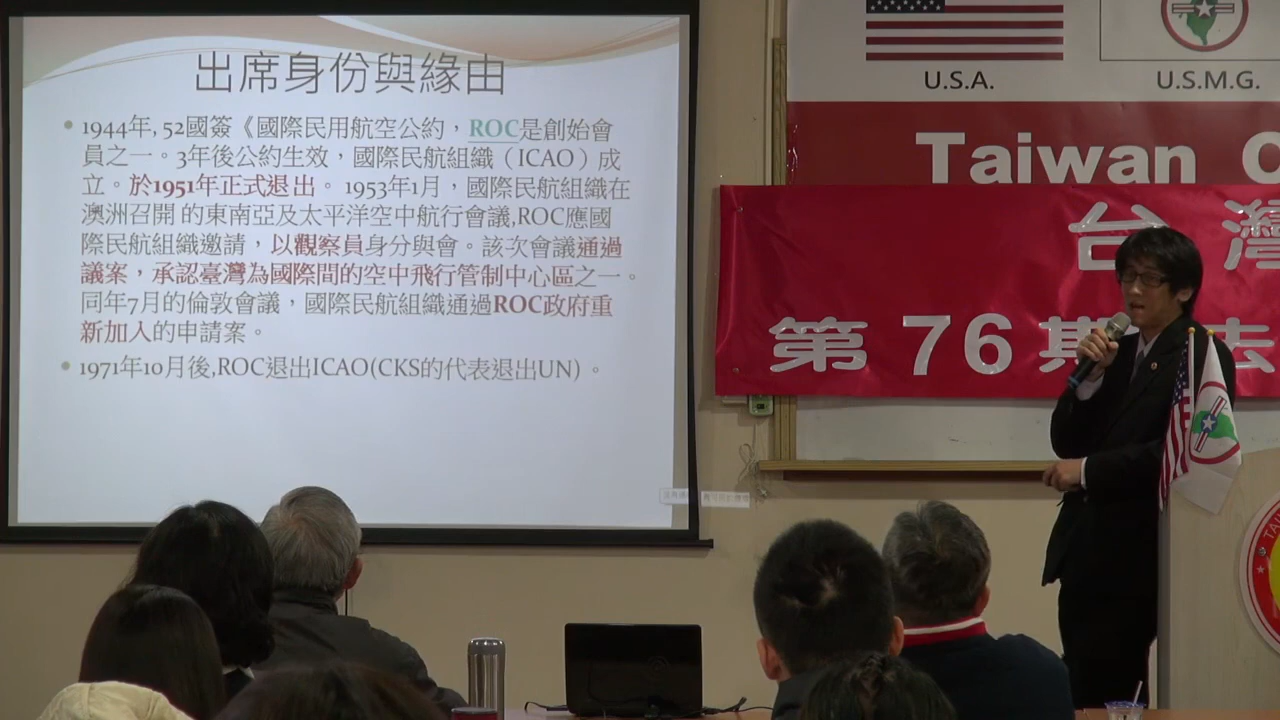 出席身份與緣由
• 1944年, 52國簽《國際民用航空公約，ROC是創始會
員之一。3年後公約生效，國際民航組織（ICAO）成
立。於1951年正式退出。 1953年1月，國際民航組織在
澳洲召開 的東南亞及太平洋空中航行會議,ROC應國
際民航組織邀請，以觀察員身分與會。該次會議通過
議案，承認臺灣為國際間的空中飛行管制中心區之一。
同年7月的倫敦會議，國際民航組織通過ROC政府重
新加入的申請案。
• 1971年10月後,ROC退出ICAO(CKS的代表退出UN) 。
U.S.A.
U.S.M.G.
Taiwan
台灣
第 76 期 法